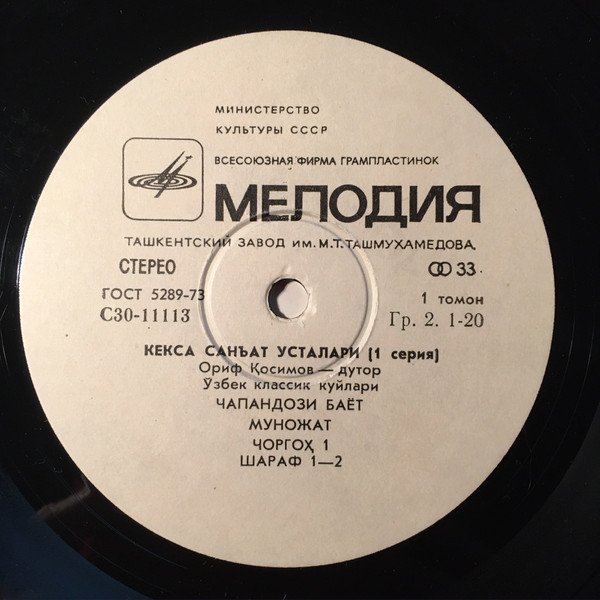 МИНИСТЕРСТВО
КУЛЬТУРЫ СССР
ВСЕСОЮЗНАЯ ФИРМА ГРАМПЛАСТИНОК
МЕЛОДИЯ
ТАШКЕНТСКИЙ ЗАВОД ИМ. М.Т. ТАШМУХАМЕДОВА
СТЕРЕО 33
ГОСТ 5289-73 1 томон
С30-11113 Гр. 2. 1-20
КЕКСА САНЪАТ УСТАЛАРИ (1 серия)
Ориф Қосимов — дутор
Ўзбек классик куйлари
ЧАПАНДОЗИ БАЁТ
МУНОЖАТ
ЧОРГОҲ 1
ШАРАФ 1—2